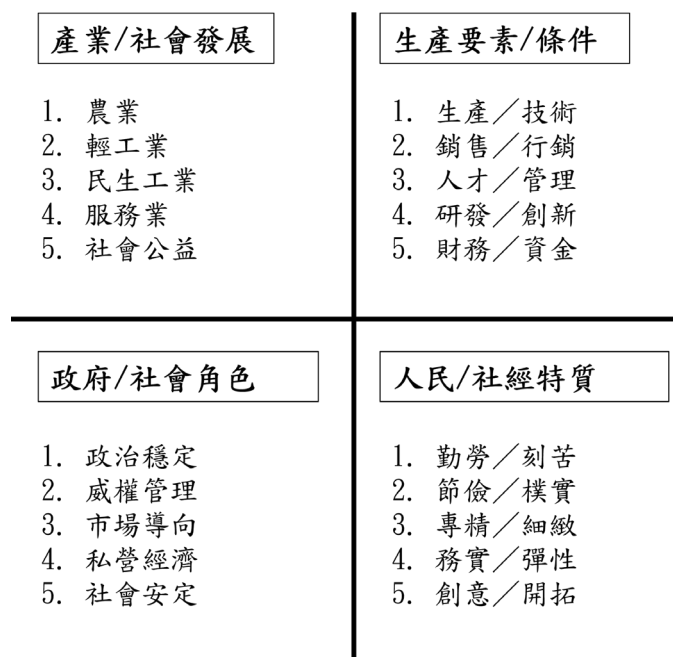 產業/社會發展
1. 農業
2. 輕工業
3. 民生工業
4. 服務業
5. 社會公益
生產要素/條件
1. 生產／技術
2. 銷售／行銷
3. 人才／管理
4. 研發／創新
5. 財務／資金
政府/社會角色
1. 政治穩定
2. 威權管理
3. 市場導向
4. 私營經濟
5. 社會安定
人民/社經特質
1. 勤勞／刻苦
2. 節儉／樸實
3. 專精／細緻
4. 務實／彈性
5. 創意／開拓